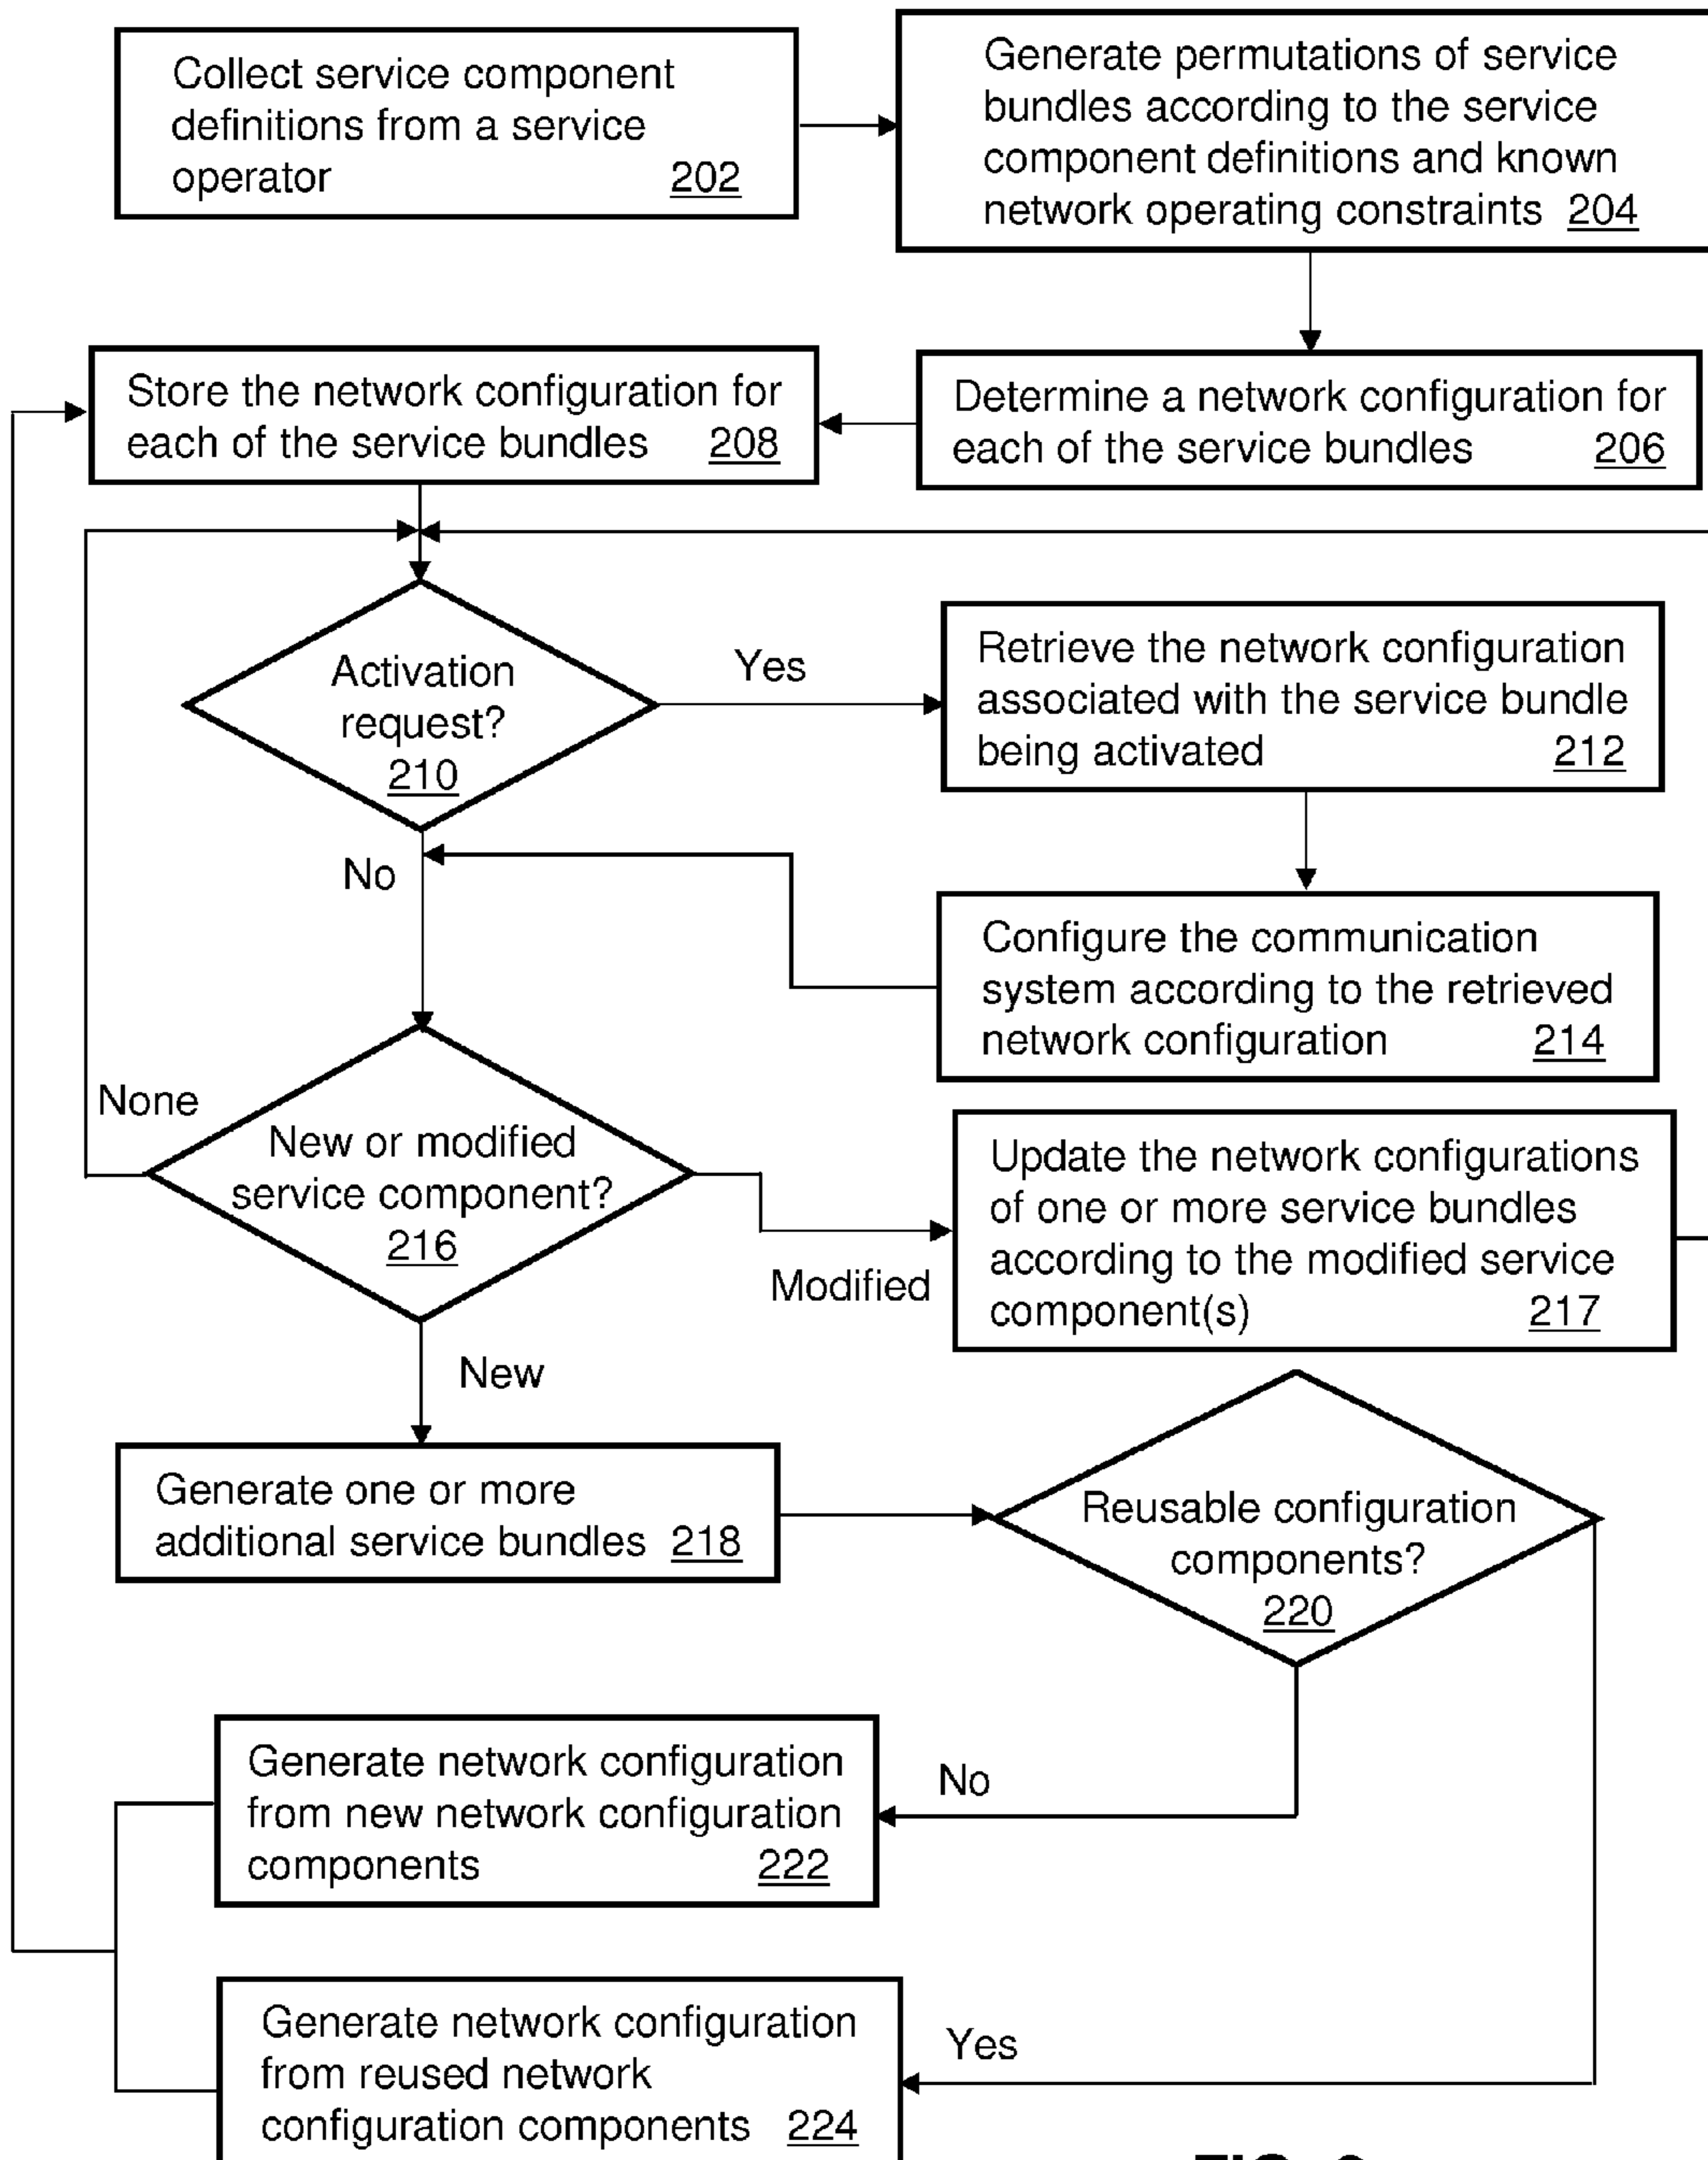 Collect service component
definitions from a service
operator 202
Generate permutations of service
bundles according to the service
component definitions and known
network operating constraints 204
Store the network configuration for
each of the service bundles 208
Determine a network configuration for
each of the service bundles 206
Activation
request?
210
Yes
Retrieve the network configuration
associated with the service bundle
being activated 212
No
Configure the communication
system according to the retrieved
network configuration 214
None
New or modified
service component?
216
Modified
Update the network configurations
of one or more service bundles
according to the modified service
component(s) 217
New
Generate one or more
additional service bundles 218
Reusable configuration
components?
220
No
Generate network configuration
from new network configuration
components 222
Yes
Generate network configuration
from reused network
configuration components 224